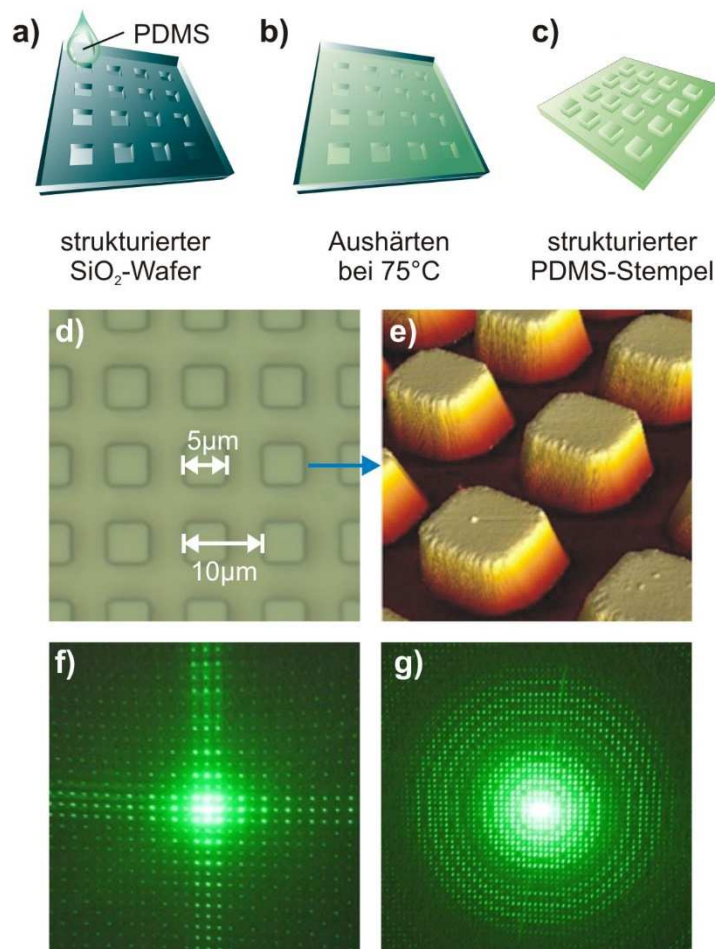 a)
PDMS
b)
c)
strukturierter
SiO₂-Wafer
Aushärten
bei 75°C
strukturierter
PDMS-Stempel
d)
5µm
10µm
e)
f)
g)